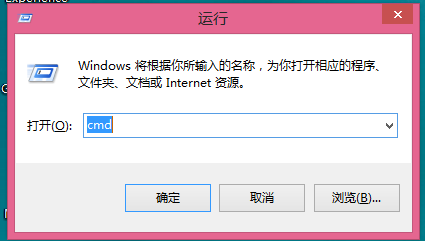 Experience
运行
Windows 将根据你所输入的名称，为你打开相应的程序、
文件夹、文档或 Internet 资源。
打开(O): cmd
确定 取消 浏览(B)...